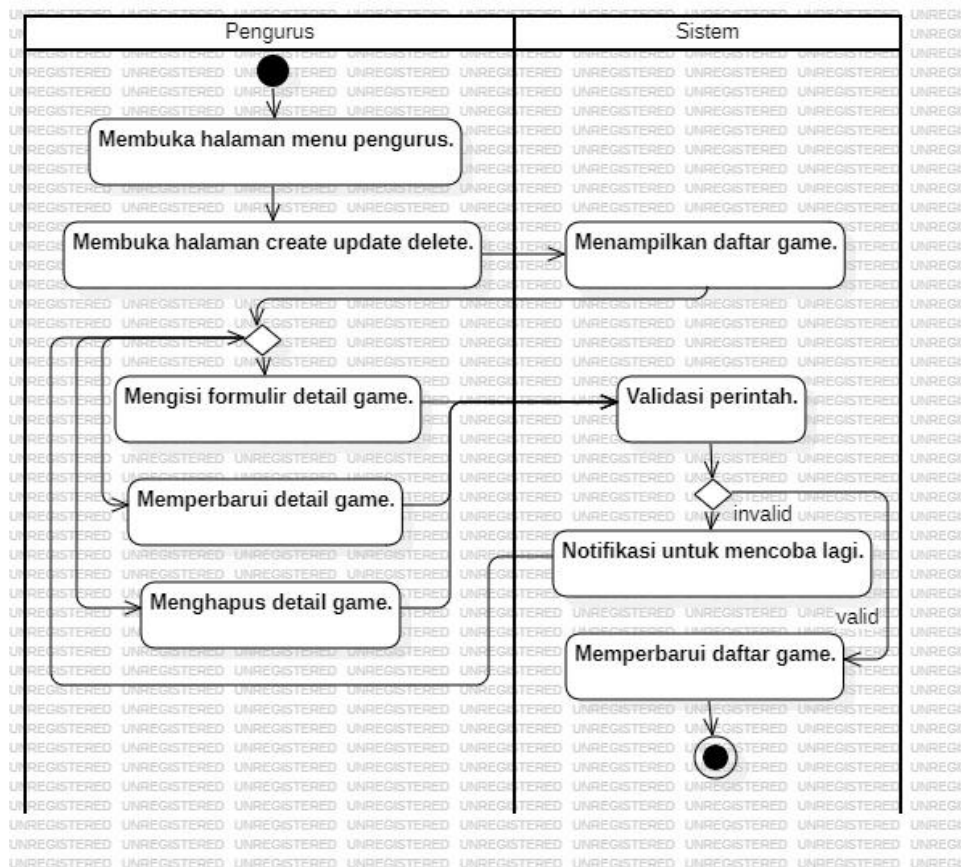 Pengurus
Sistem
Membuka halaman menu pengurus.
Membuka halaman create update delete.
Menampilkan daftar game.
Mengisi formulir detail game.
Validasi perintah.
Memperbarui detail game.
invalid
Notifikasi untuk mencoba lagi.
Menghapus detail game.
valid
Memperbarui daftar game.
UNREGISTERED